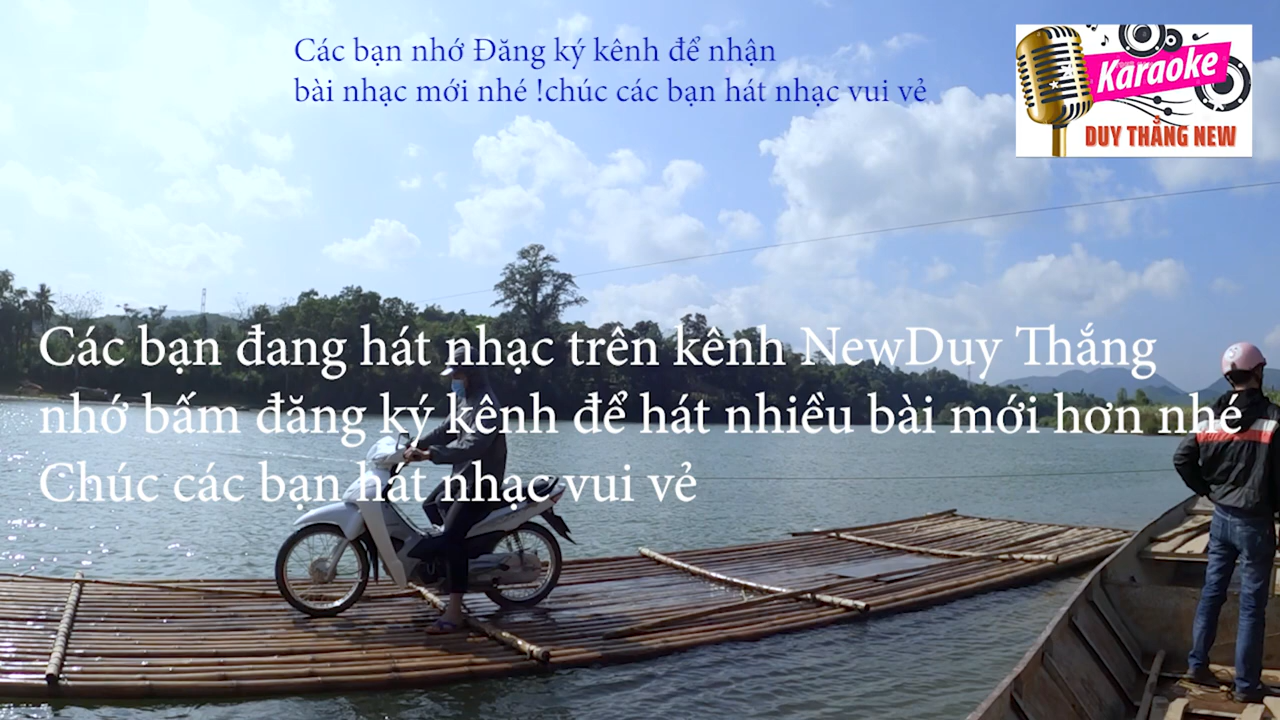 Các bạn nhớ Đăng ký kênh để nhận
bài nhạc mới nhé !chúc các bạn hát nhạc vui vẻ
Karaoke
DUY THẮNG NEW
Các bạn đang hát nhạc trên kênh NewDuy Thắng
nhớ bấm đăng ký kênh để hát nhiều bài mới hơn nhé
Chúc các bạn hát nhạc vui vẻ